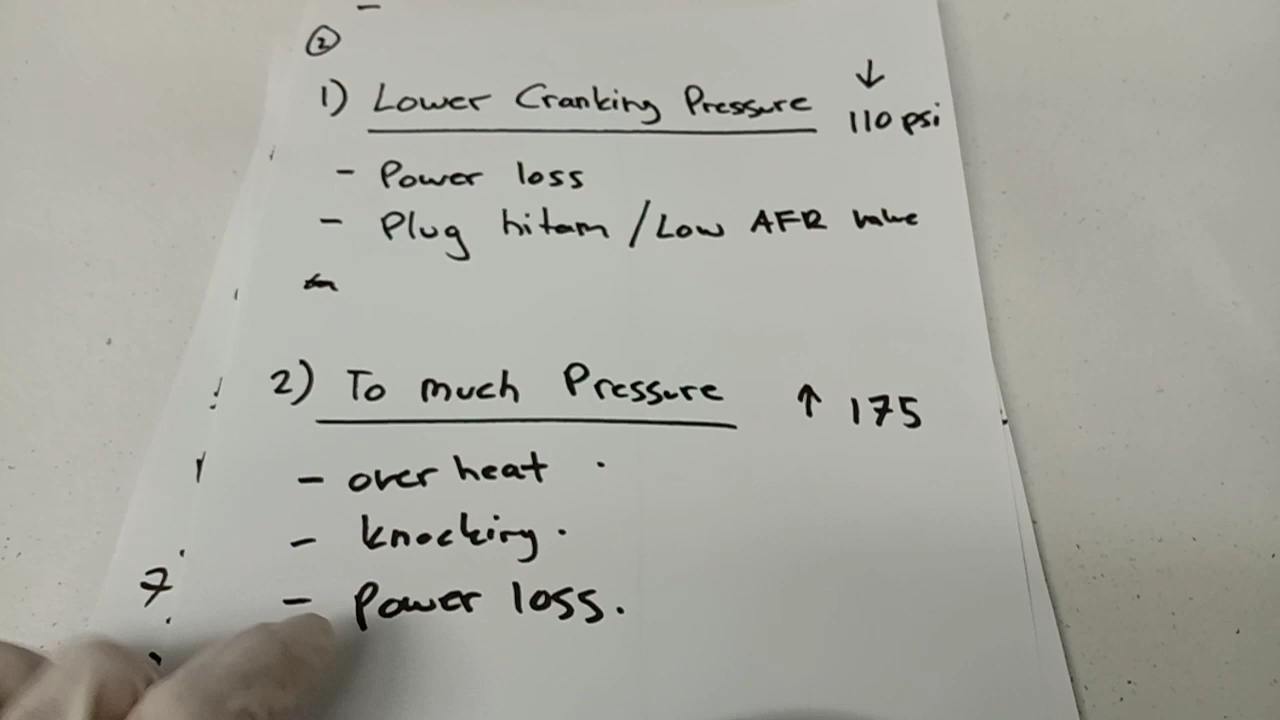 ②
1) Lower Cranking Pressure ↓ 110 psi
- Power loss
- Plug hitam / Low AFR value
2) To much Pressure ↑ 175
- over heat .
- knocking.
- Power loss.
7